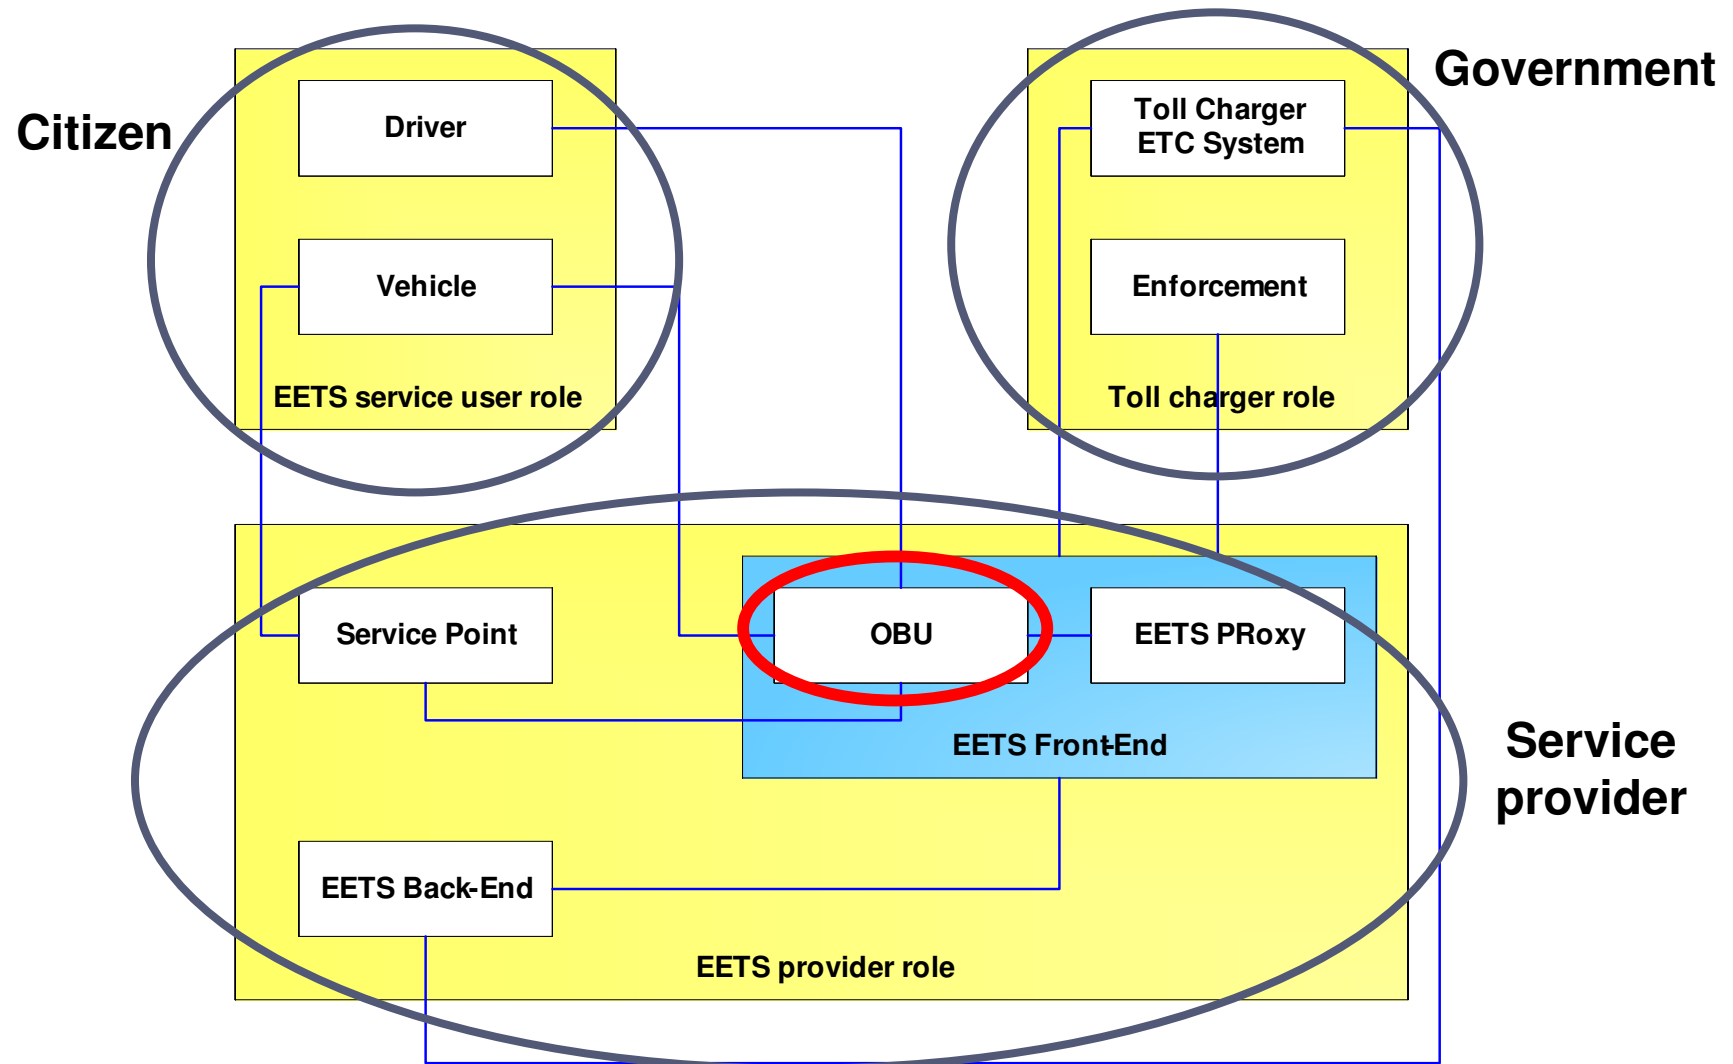 Government
Citizen
Driver
Toll Charger
ETC System
Vehicle
Enforcement
EETS service user role
Toll charger role
Service Point
OBU
EETS PRoxy
EETS Front-End
Service
provider
EETS Back-End
EETS provider role